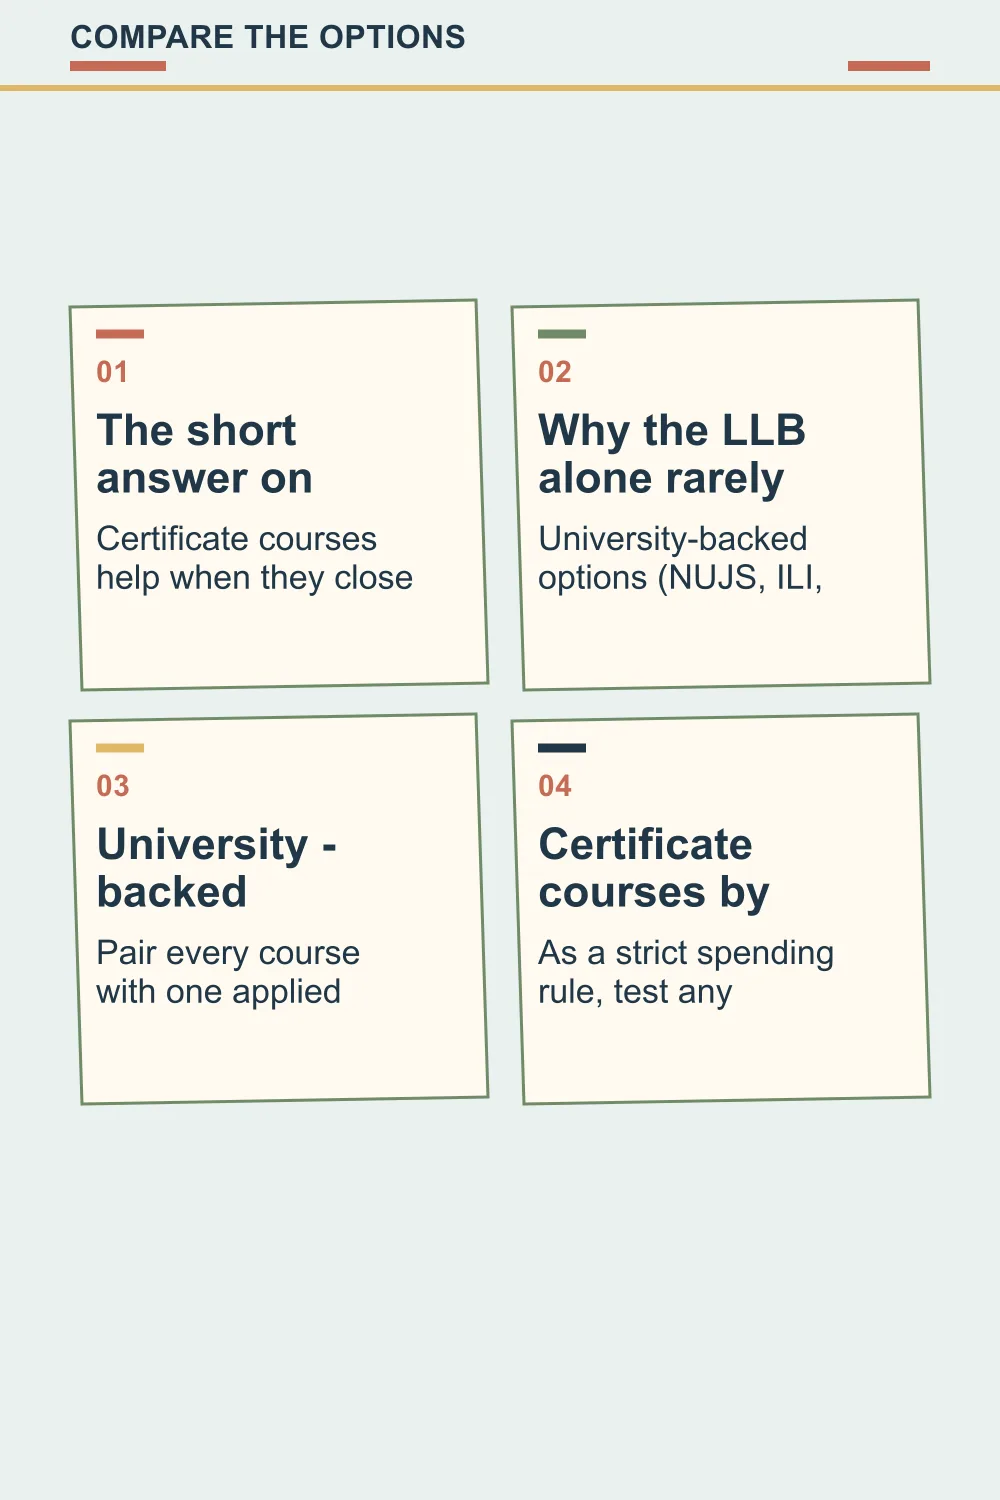 COMPARE THE OPTIONS
01
The short
answer on
Certificate courses
help when they close
02
Why the LLB
alone rarely
University-backed
options (NUJS, ILI,
03
University -
backed
Pair every course
with one applied
04
Certificate
courses by
As a strict spending
rule, test any